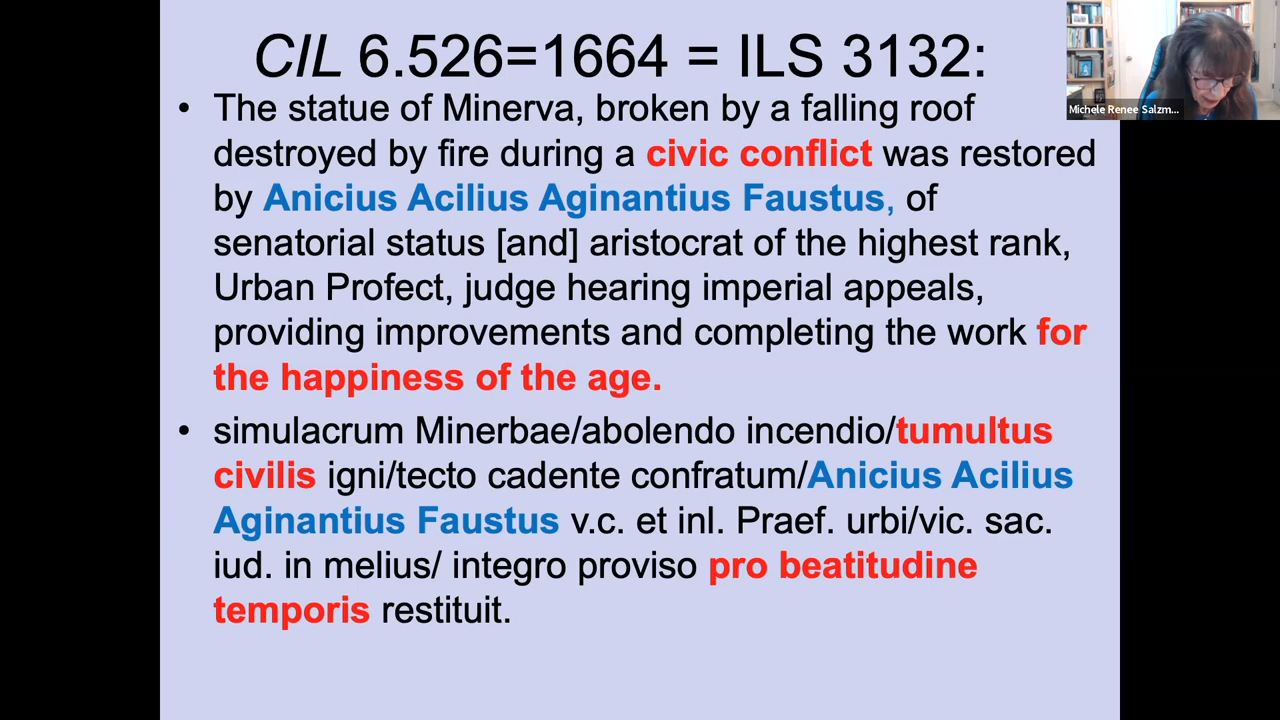 CIL 6.526=1664 = ILS 3132:
• The statue of Minerva, broken by a falling roof
destroyed by fire during a civic conflict was restored
by Anicius Acilius Aginantius Faustus, of
senatorial status [and] aristocrat of the highest rank,
Urban Profect, judge hearing imperial appeals,
providing improvements and completing the work for
the happiness of the age.
• simulacrum Minerbae/abolendo incendio/tumultus
civilis igni/tecto cadente confratum/Anicius Acilius
Aginantius Faustus v.c. et inl. Praef. urbi/vic. sac.
iud. in melius/ integro proviso pro beatitudine
temporis restituit.
Michele Renee Salzm...